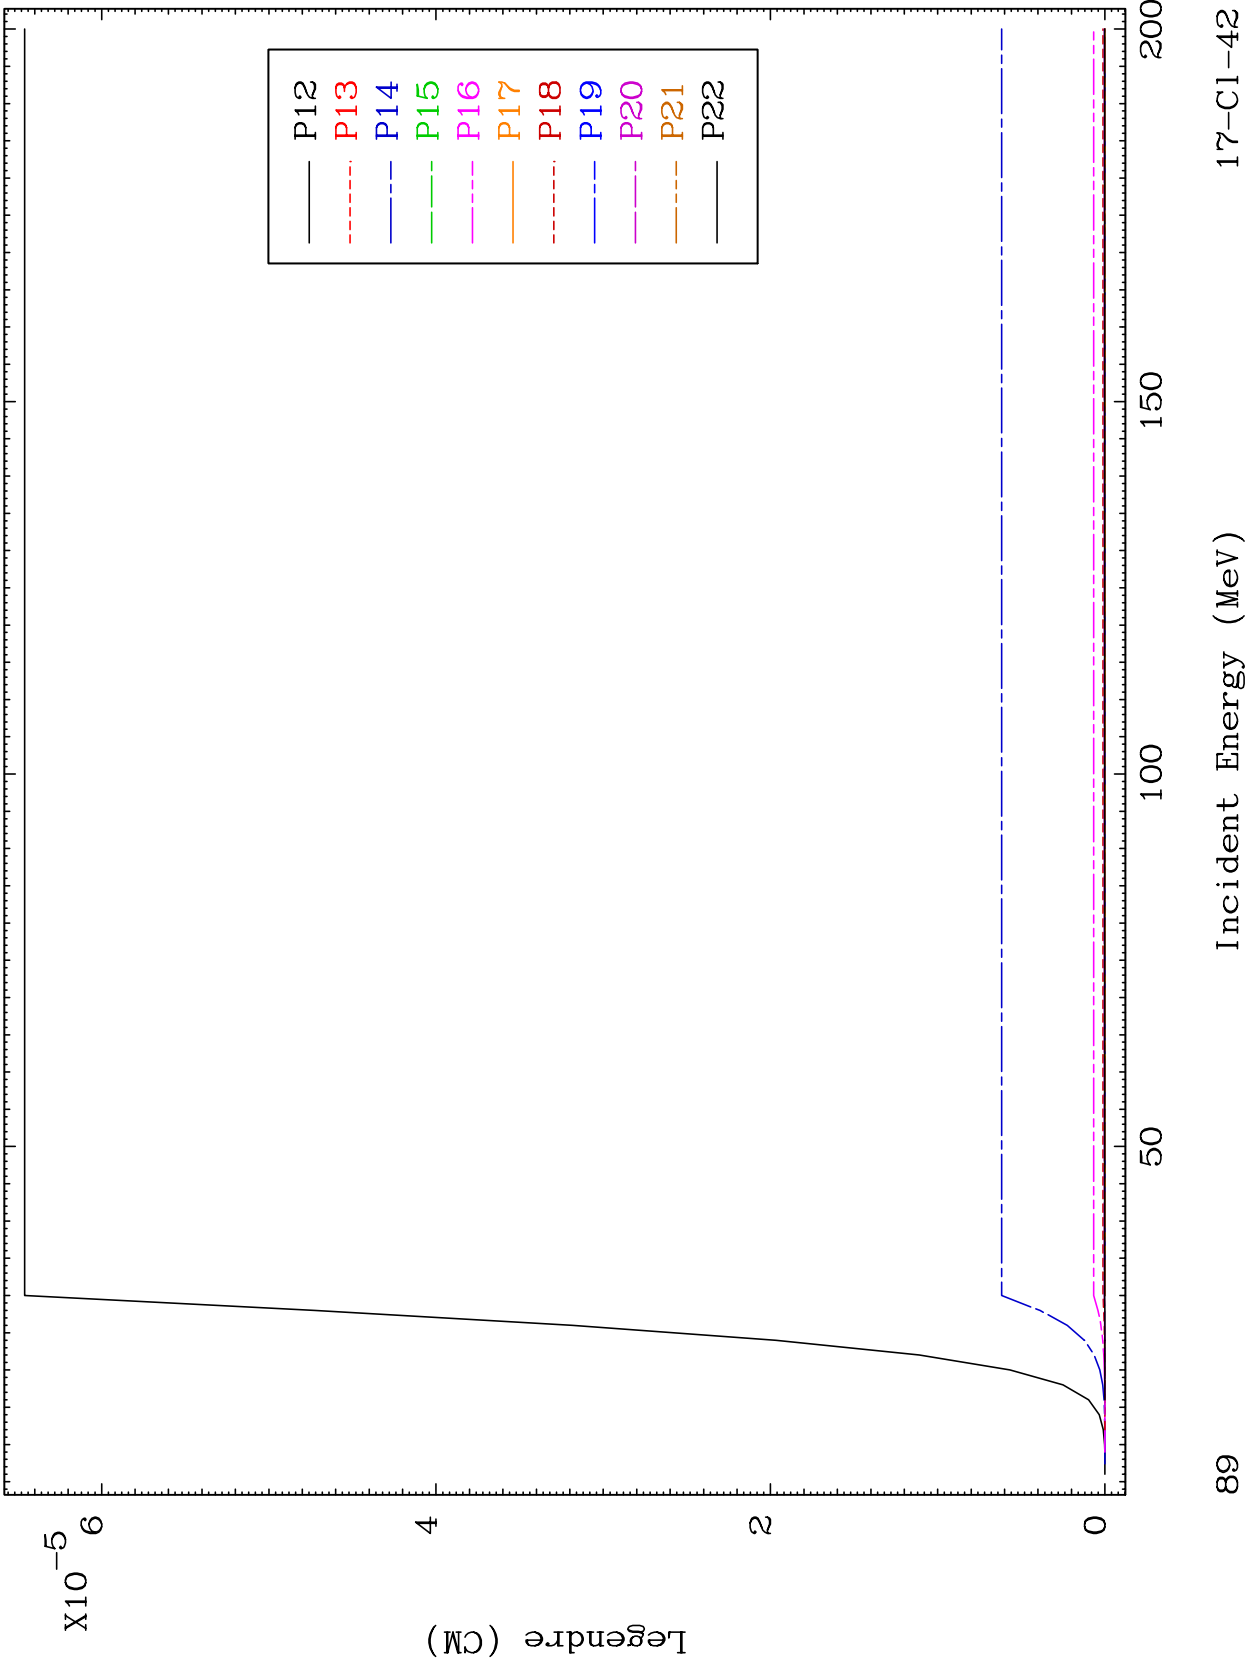 X10-5
6
4
2
0
Legendre (CM)
P12
P13
P14
P15
P16
P17
P18
P19
P20
P21
P22
50
100
150
200
Incident Energy (MeV)
89
17-Cl-42